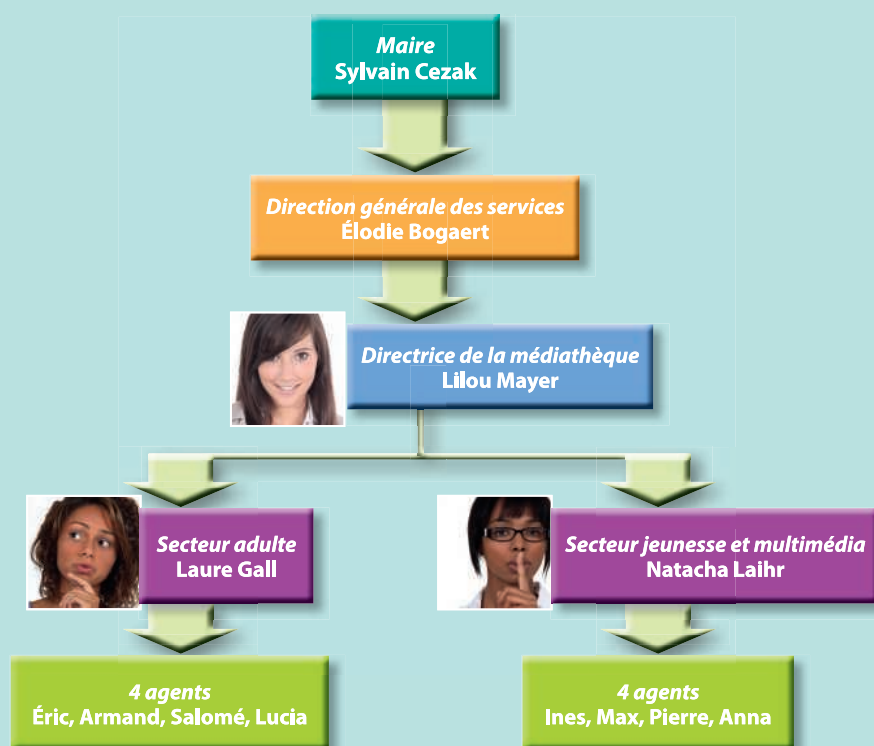 Maire
Sylvain Cezak
Direction générale des services
Élodie Bogaert
Directrice de la médiathèque
Lilou Mayer
Secteur adulte
Laure Gall
Secteur jeunesse et multimédia
Natacha Laihr
4 agents
Éric, Armand, Salomé, Lucia
4 agents
Ines, Max, Pierre, Anna